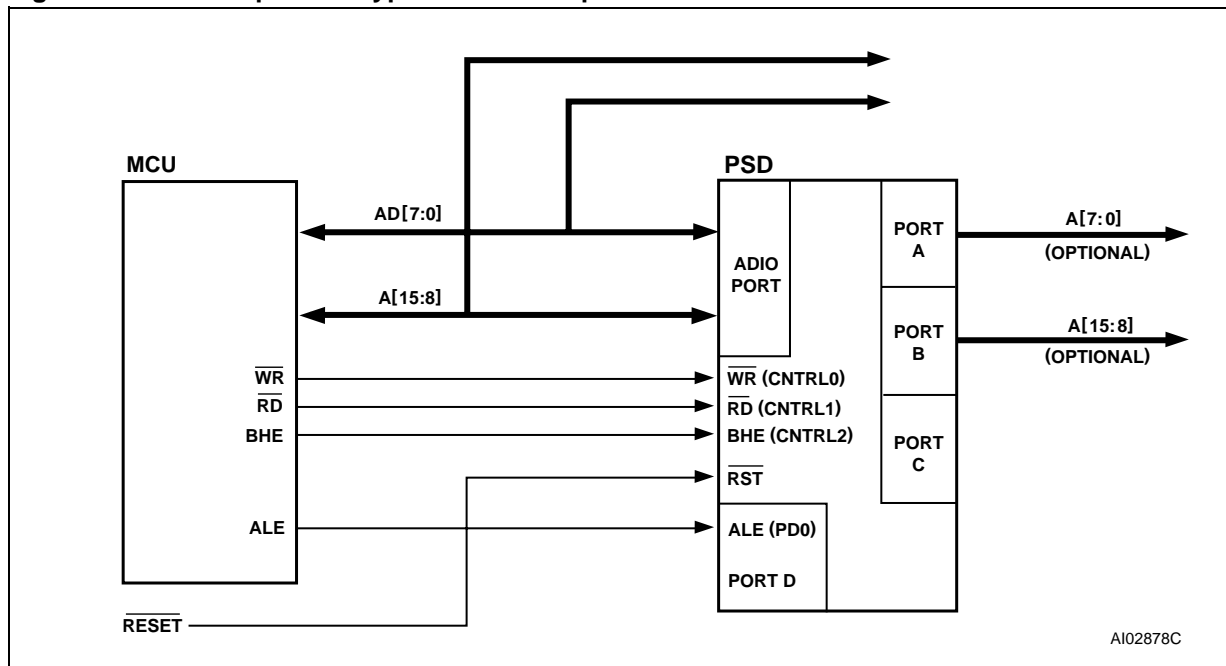 MCU
PSD
AD[7:0]
A[15:8]
WR
RD
BHE
ALE
RESET
ADIO
PORT
WR (CNTRL0)
RD (CNTRL1)
BHE (CNTRL2)
RST
ALE (PD0)
PORT D
PORT
A
PORT
B
PORT
C
A[7:0]
(OPTIONAL)
A[15:8]
(OPTIONAL)
AI02878C